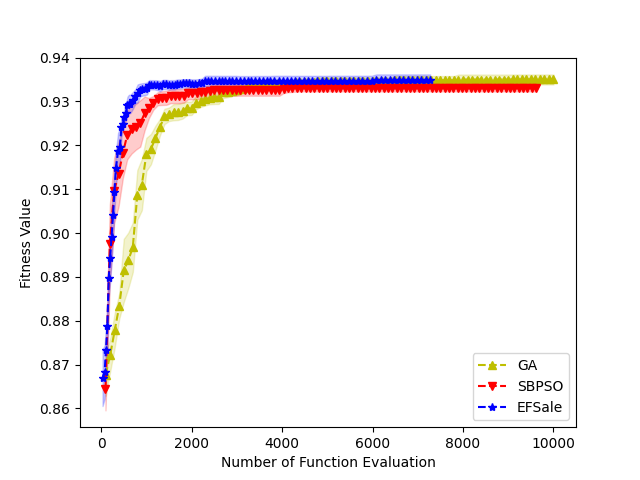 0.94
0.93
0.92
0.91
0.90
0.89
0.88
0.87
0.86
Fitness Value
0 2000 4000 6000 8000 10000
Number of Function Evaluation
GA
SBPSO
EFSale